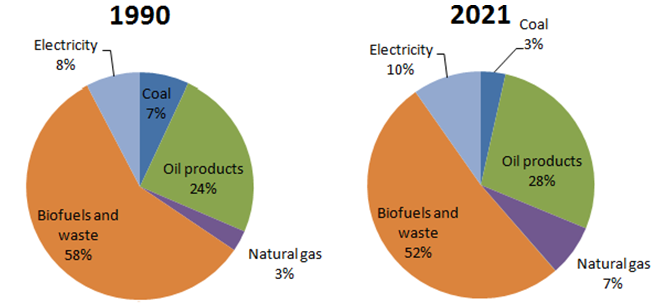 1990
Electricity
8%
Coal
7%
Oil products
24%
Natural gas
3%
Biofuels and
waste
58%
2021
Electricity
10%
Coal
3%
Oil products
28%
Natural gas
7%
Biofuels and
waste
52%